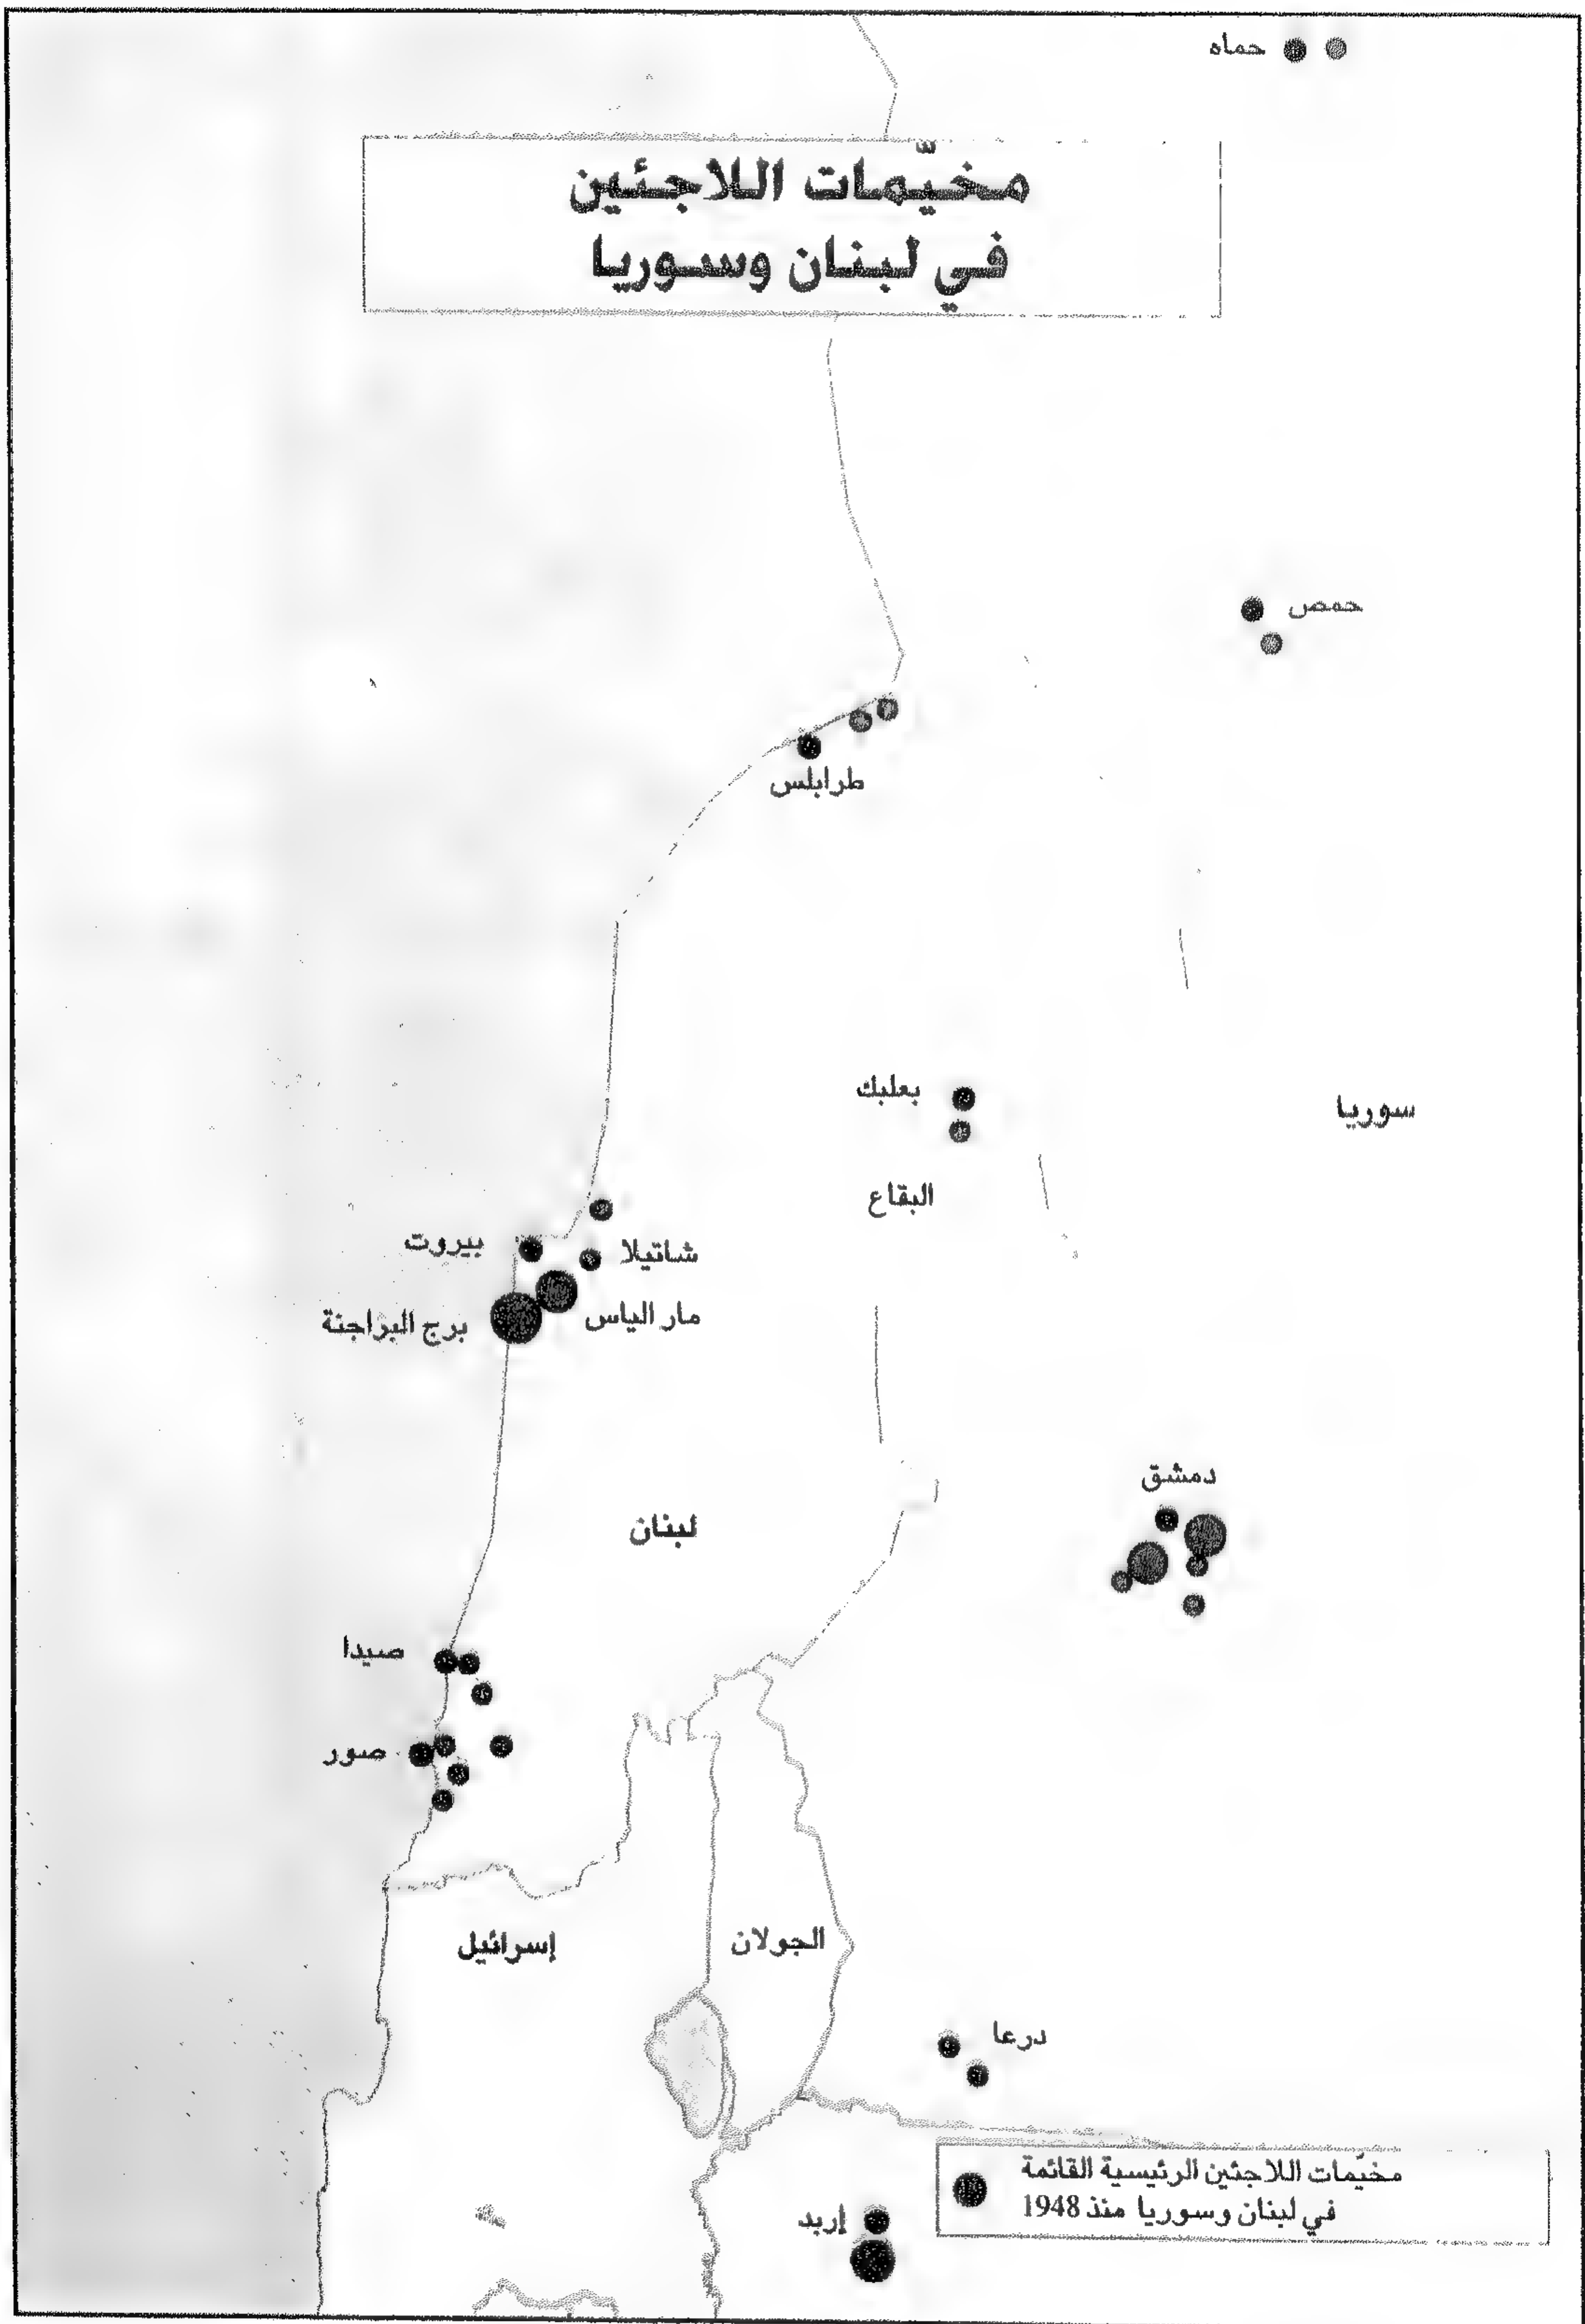 حماه
مخيّمات اللاجئين
في لبنان وسوريا
حمص
طرابلس
بعلبك
سوريا
البقاع
بيروت
شاتيلا
مار الياس
برج البراجنة
دمشق
لبنان
صيدا
صور
إسرائيل
الجولان
درعا
مخيّمات اللاجئين الرئيسية القائمة
في لبنان وسوريا منذ 1948
إربد